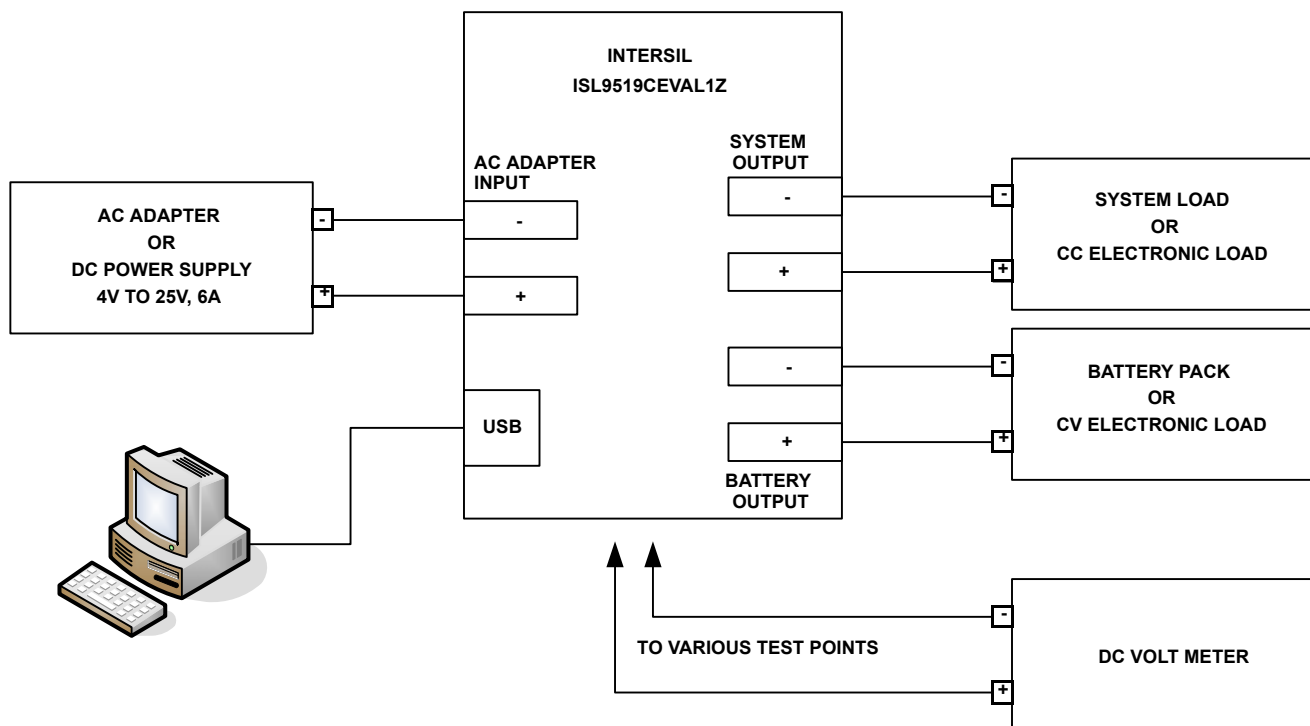 INTERSIL
ISL9519CEVAL1Z
AC ADAPTER
INPUT
-
+
USB
SYSTEM
OUTPUT
-
+
-
+
BATTERY
OUTPUT
AC ADAPTER
OR
DC POWER SUPPLY
4V TO 25V, 6A
-
+
-
+
SYSTEM LOAD
OR
CC ELECTRONIC LOAD
-
+
BATTERY PACK
OR
CV ELECTRONIC LOAD
TO VARIOUS TEST POINTS
-
+
DC VOLT METER